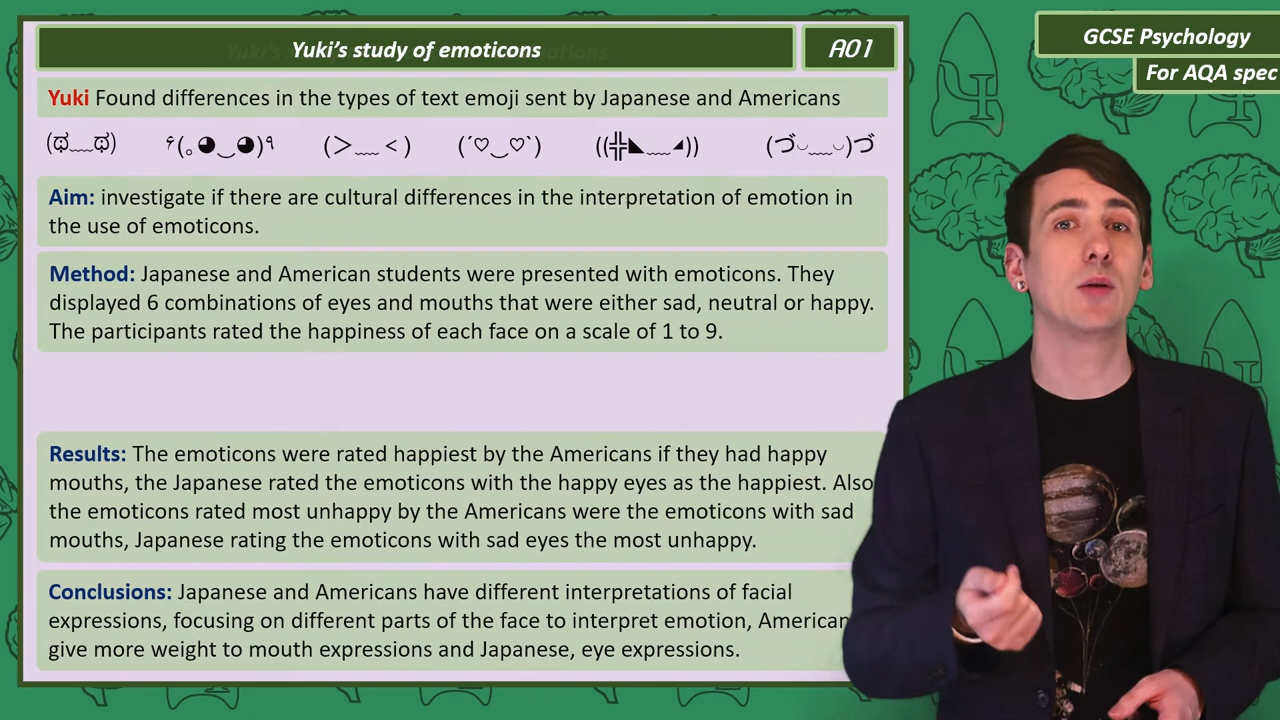 Yuki's study of emoticons
AO1
GCSE Psychology
For AQA spec
Yuki Found differences in the types of text emoji sent by Japanese and Americans
(ಥ﹏ಥ) ۶(｡◕‿◕)٩ (＞﹏＜) (´♡‿♡`) ((╬◣﹏◢)) (づ◡﹏◡)づ
Aim: investigate if there are cultural differences in the interpretation of emotion in
the use of emoticons.
Method: Japanese and American students were presented with emoticons. They
displayed 6 combinations of eyes and mouths that were either sad, neutral or happy.
The participants rated the happiness of each face on a scale of 1 to 9.
Results: The emoticons were rated happiest by the Americans if they had happy
mouths, the Japanese rated the emoticons with the happy eyes as the happiest. Also
the emoticons rated most unhappy by the Americans were the emoticons with sad
mouths, Japanese rating the emoticons with sad eyes the most unhappy.
Conclusions: Japanese and Americans have different interpretations of facial
expressions, focusing on different parts of the face to interpret emotion, American
give more weight to mouth expressions and Japanese, eye expressions.